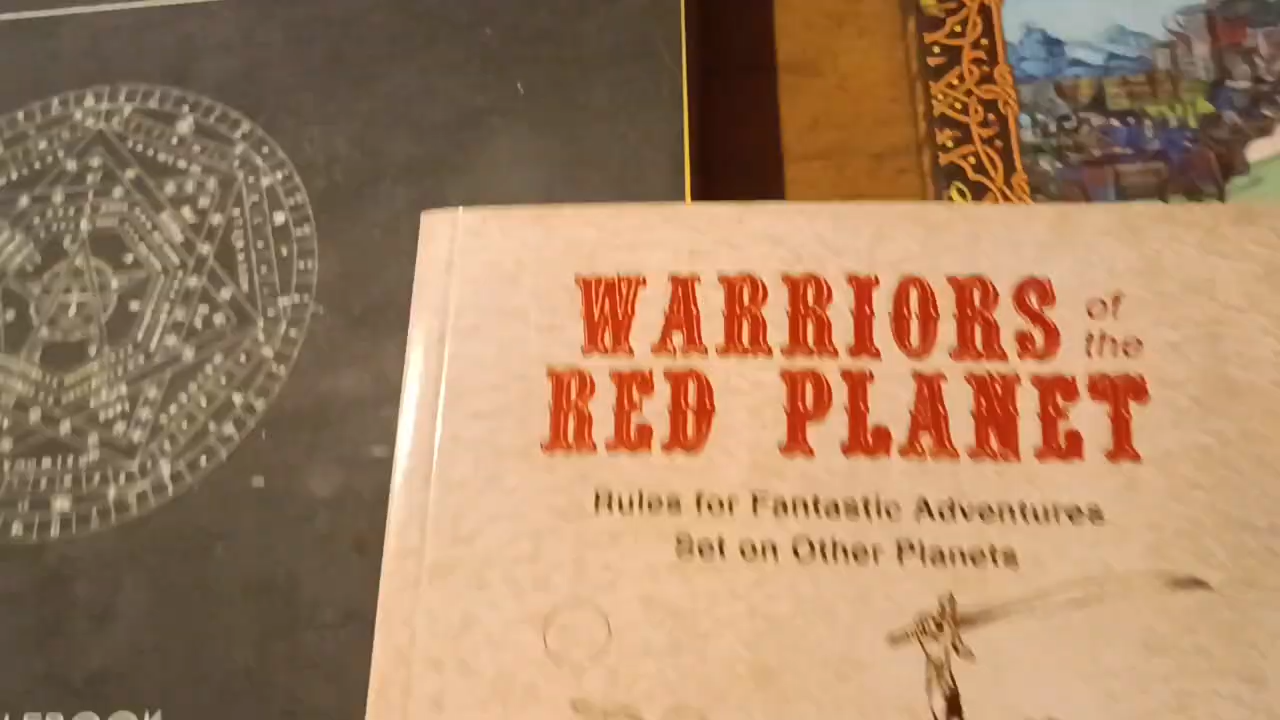 WARRIORS of the
RED PLANET
Rules for Fantastic Adventures
Set on Other Planets